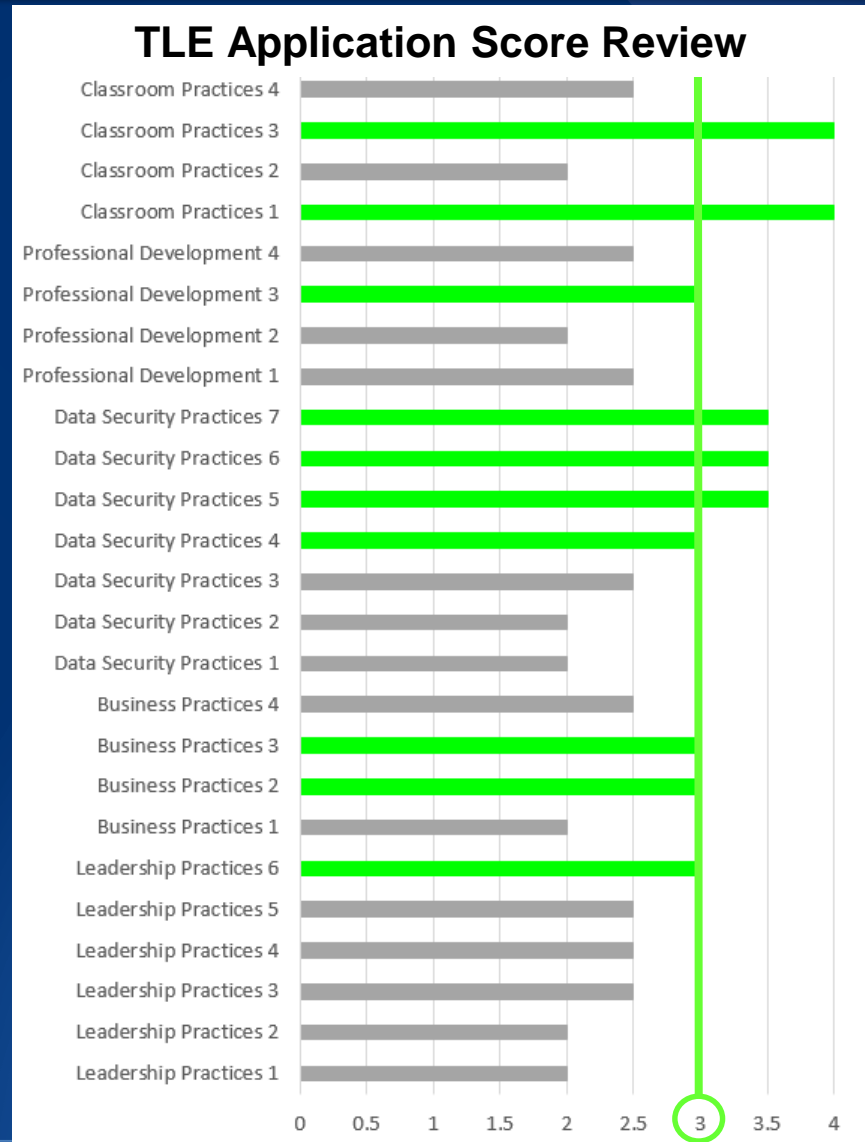 TLE Application Score Review
Classroom Practices 4
Classroom Practices 3
Classroom Practices 2
Classroom Practices 1
Professional Development 4
Professional Development 3
Professional Development 2
Professional Development 1
Data Security Practices 7
Data Security Practices 6
Data Security Practices 5
Data Security Practices 4
Data Security Practices 3
Data Security Practices 2
Data Security Practices 1
Business Practices 4
Business Practices 3
Business Practices 2
Business Practices 1
Leadership Practices 6
Leadership Practices 5
Leadership Practices 4
Leadership Practices 3
Leadership Practices 2
Leadership Practices 1
0 0.5 1 1.5 2 2.5 3 3.5 4